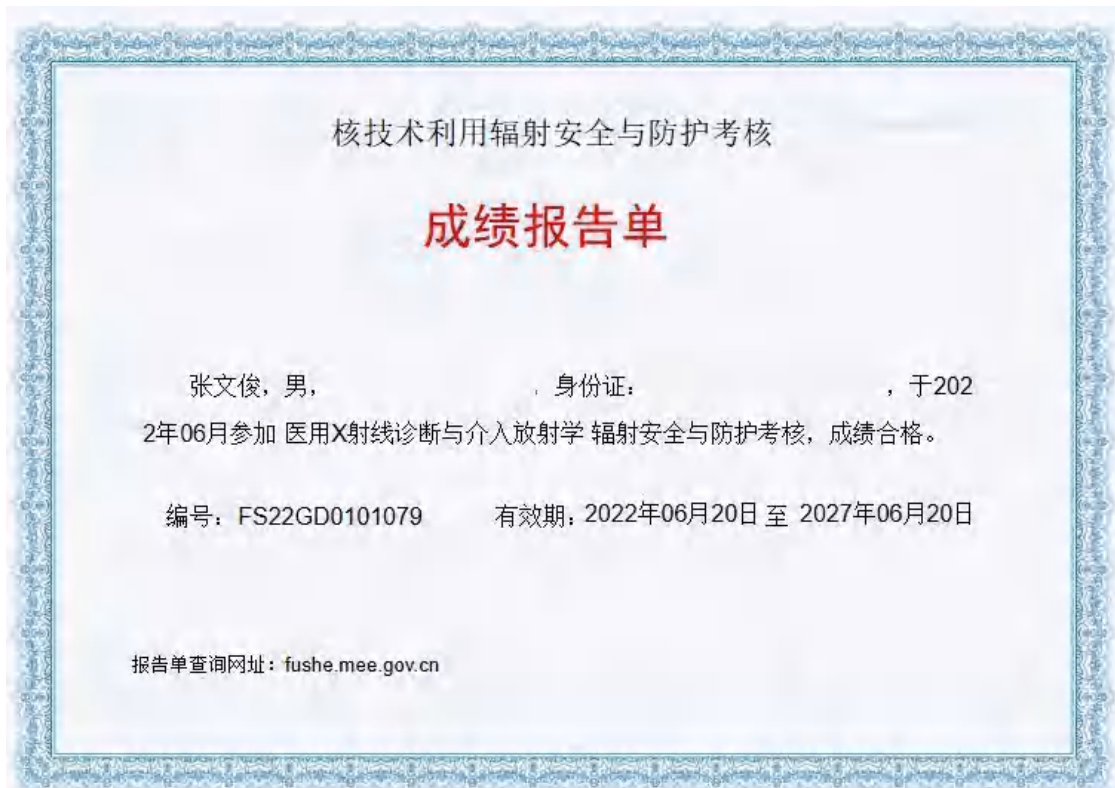 核技术利用辐射安全与防护考核
成绩报告单
张文俊，男， ，身份证： ，于202
2年06月参加 医用X射线诊断与介入放射学 辐射安全与防护考核，成绩合格。
编号：FS22GD0101079 有效期：2022年06月20日 至 2027年06月20日
报告单查询网址：fushe.mee.gov.cn